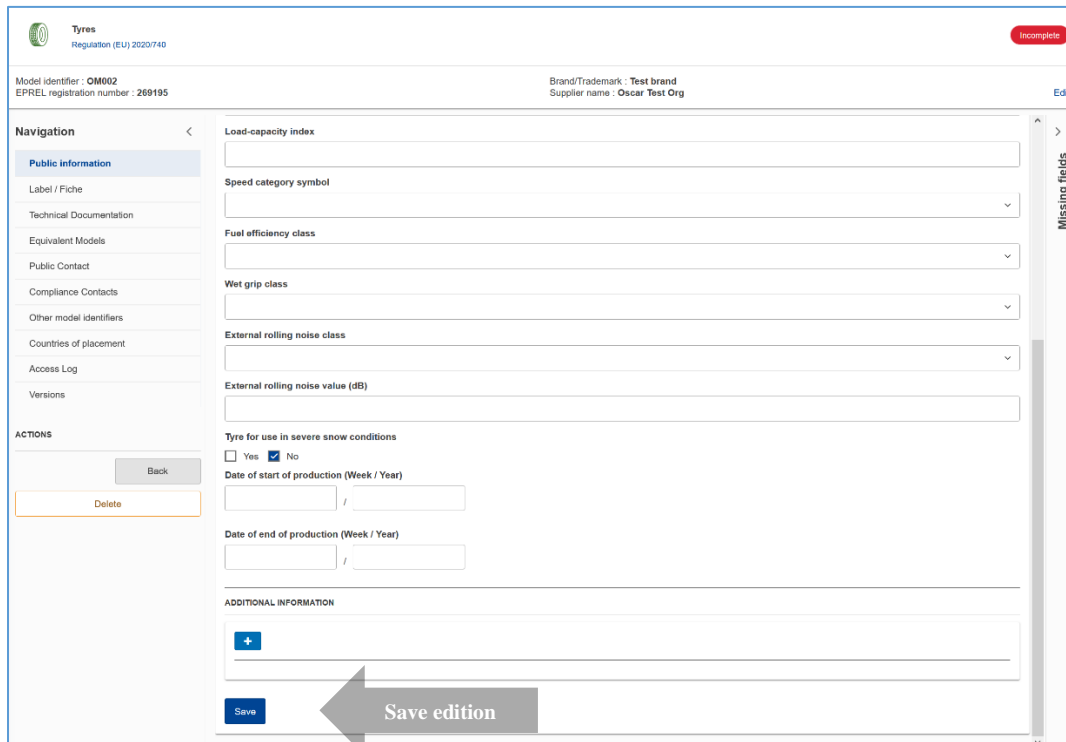 Tyres
Regulation (EU) 2020/740
Incomplete
Model identifier : OM002
EPREL registration number : 269195
Brand/Trademark : Test brand
Supplier name : Oscar Test Org
Edi
Navigation
Public information
Label / Fiche
Technical Documentation
Equivalent Models
Public Contact
Compliance Contacts
Other model identifiers
Countries of placement
Access Log
Versions
ACTIONS
Back
Delete
Load-capacity index
Speed category symbol
Fuel efficiency class
Wet grip class
External rolling noise class
External rolling noise value (dB)
Tyre for use in severe snow conditions
Yes No
Date of start of production (Week / Year)
/
Date of end of production (Week / Year)
/
ADDITIONAL INFORMATION
+
Save
Save edition
Missing fields